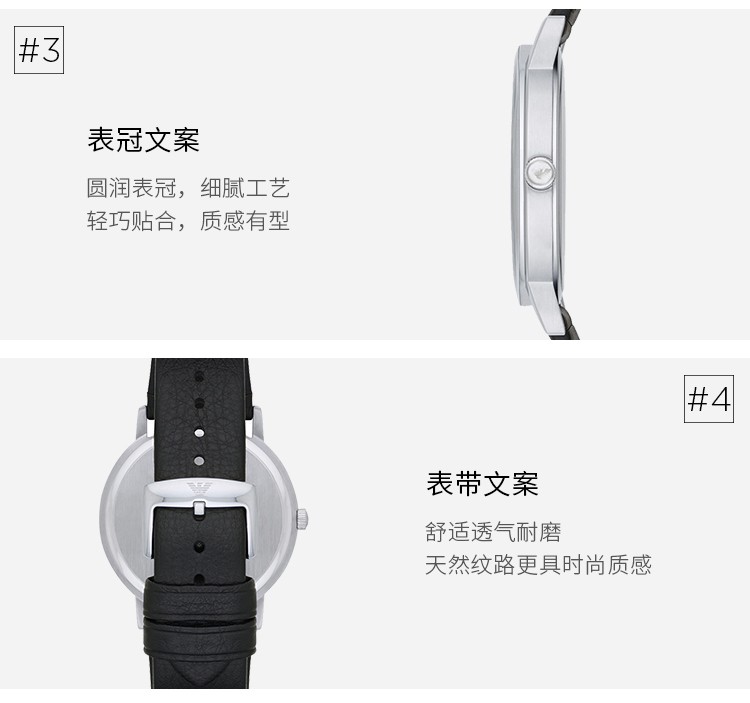 #3
表冠文案
圆润表冠，细腻工艺
轻巧贴合，质感有型
#4
表带文案
舒适透气耐磨
天然纹路更具时尚质感